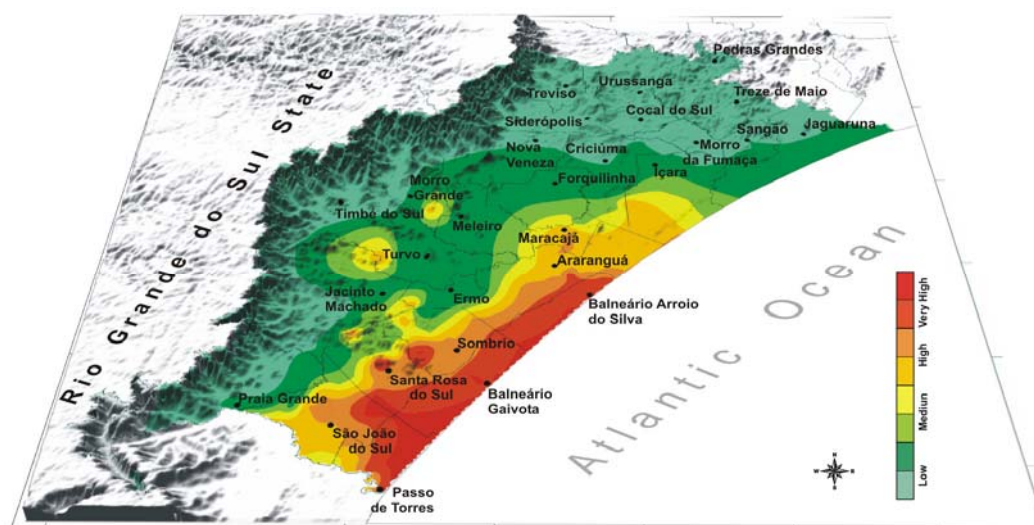 Rio Grande do Sul State
Pedras Grandes
Urussanga
Treviso
Treze de Maio
Cocal do Sul
Siderópolis
Sangão
Jaguaruna
Nova
Veneza
Criciúma
Morro
da Fumaça
Içara
Forquilinha
Morro
Grande
Timbé do Sul
Meleiro
Maracajá
Turvo
Araranguá
Jacinto
Machado
Ermo
Balneário Arroio
do Silva
Sombrio
Santa Rosa
do Sul
Balneário
Gaivota
Praia Grande
São João
do Sul
Passo
de Torres
Atlantic Ocean
Very High
High
Mediun
Low
N
S